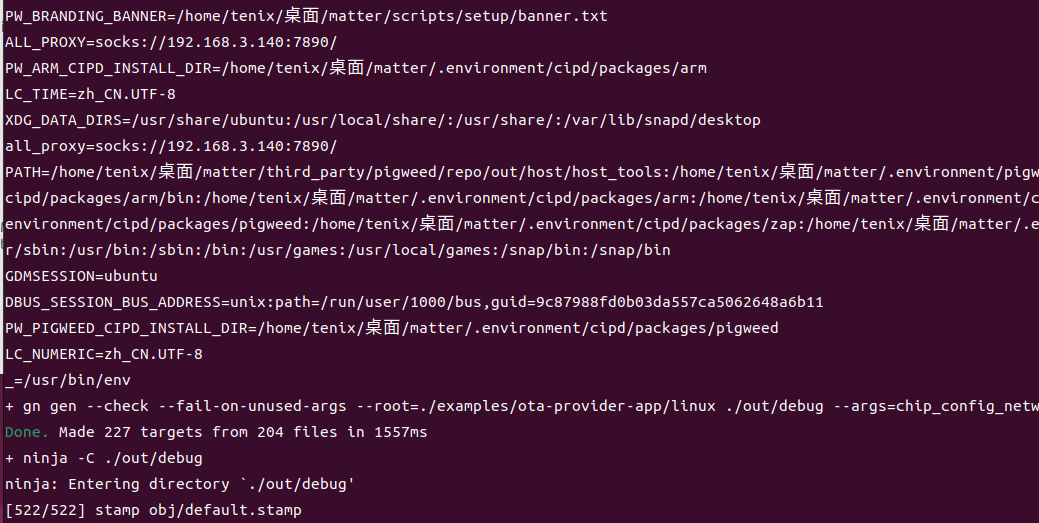 PW_BRANDING_BANNER=/home/tenix/桌面/matter/scripts/setup/banner.txt
ALL_PROXY=socks://192.168.3.140:7890/
PW_ARM_CIPD_INSTALL_DIR=/home/tenix/桌面/matter/.environment/cipd/packages/arm
LC_TIME=zh_CN.UTF-8
XDG_DATA_DIRS=/usr/share/ubuntu:/usr/local/share/:/usr/share/:/var/lib/snapd/desktop
all_proxy=socks://192.168.3.140:7890/
PATH=/home/tenix/桌面/matter/third_party/pigweed/repo/out/host/host_tools:/home/tenix/桌面/matter/.environment/pigw
cipd/packages/arm/bin:/home/tenix/桌面/matter/.environment/cipd/packages/arm:/home/tenix/桌面/matter/.environment/c
environment/cipd/packages/pigweed:/home/tenix/桌面/matter/.environment/cipd/packages/zap:/home/tenix/桌面/matter/.e
r/sbin:/usr/bin:/sbin:/bin:/usr/games:/usr/local/games:/snap/bin:/snap/bin
GDMSESSION=ubuntu
DBUS_SESSION_BUS_ADDRESS=unix:path=/run/user/1000/bus,guid=9c87988fd0b03da557ca5062648a6b11
PW_PIGWEED_CIPD_INSTALL_DIR=/home/tenix/桌面/matter/.environment/cipd/packages/pigweed
LC_NUMERIC=zh_CN.UTF-8
_=/usr/bin/env
+ gn gen --check --fail-on-unused-args --root=./examples/ota-provider-app/linux ./out/debug --args=chip_config_netw
Done. Made 227 targets from 204 files in 1557ms
+ ninja -C ./out/debug
ninja: Entering directory `./out/debug'
[522/522] stamp obj/default.stamp